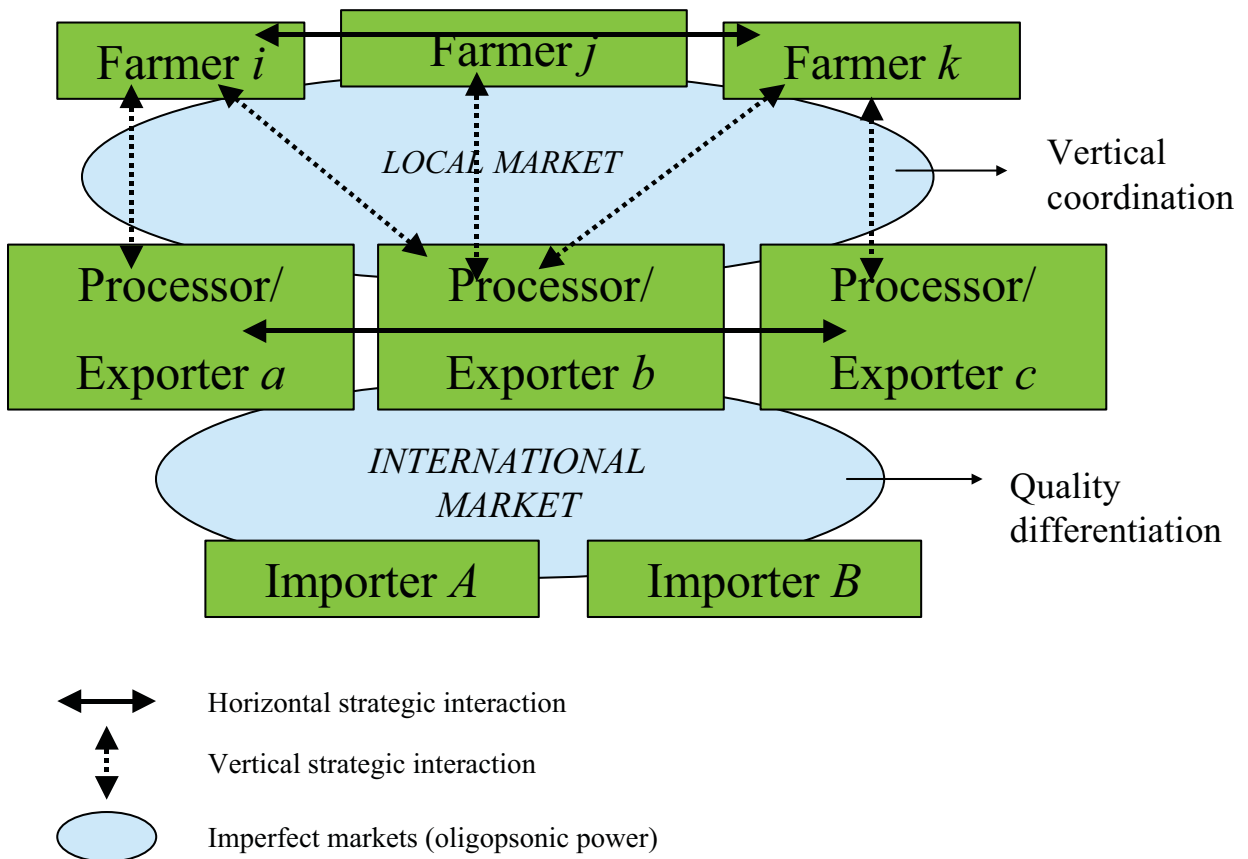 Farmer i
Farmer j
Farmer k
LOCAL MARKET
Vertical
coordination
Processor/
Exporter a
Processor/
Exporter b
Processor/
Exporter c
INTERNATIONAL
MARKET
Quality
differentiation
Importer A
Importer B
Horizontal strategic interaction
Vertical strategic interaction
Imperfect markets (oligopsonic power)